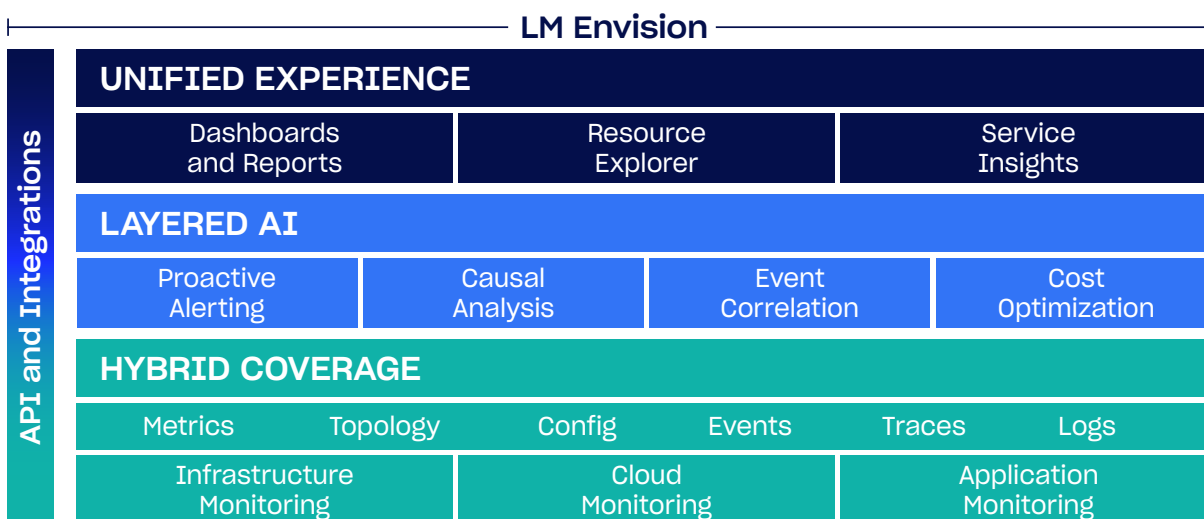 LM Envision
API and Integrations
UNIFIED EXPERIENCE
Dashboards
and Reports
Resource
Explorer
Service
Insights
LAYERED AI
Proactive
Alerting
Causal
Analysis
Event
Correlation
Cost
Optimization
HYBRID COVERAGE
Metrics Topology Config Events Traces Logs
Infrastructure
Monitoring
Cloud
Monitoring
Application
Monitoring